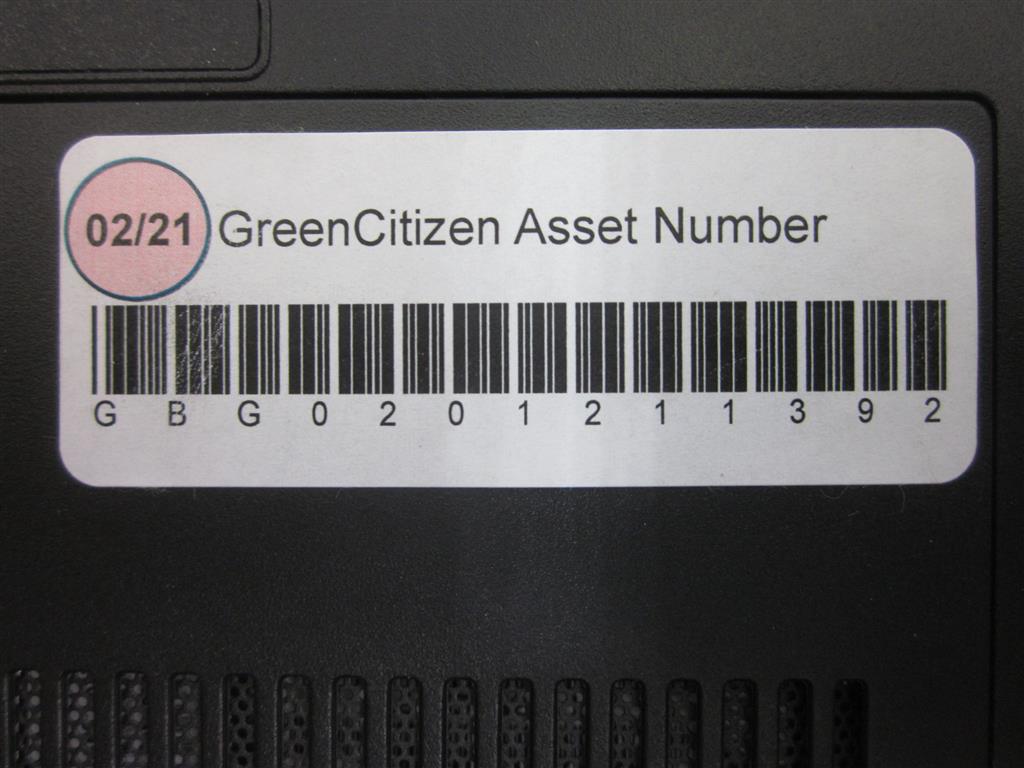 02/21 GreenCitizen Asset Number
G B G 0 2 0 1 2 1 1 3 9 2